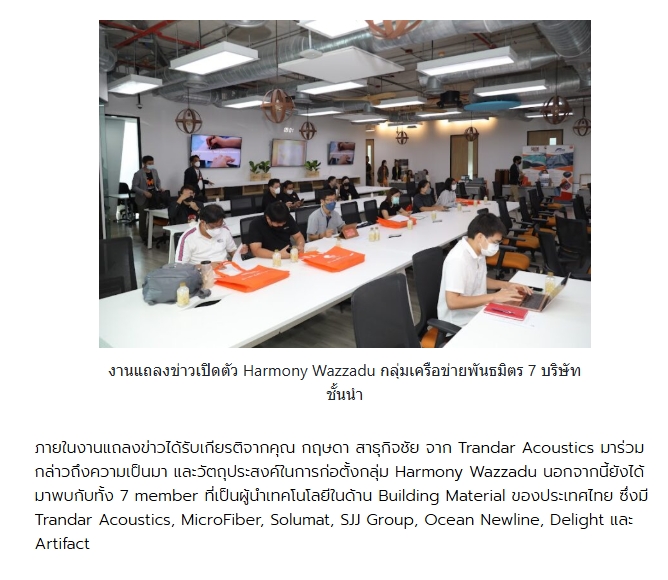 งานแถลงข่าวเปิดตัว Harmony Wazzadu กลุ่มเครือข่ายพันธมิตร 7 บริษัท
ชั้นนำ
ภายในงานแถลงข่าวได้รับเกียรติจากคุณ กฤษดา สาธุกิจชัย จาก Trandar Acoustics มาร่วม
กล่าวถึงความเป็นมา และวัตถุประสงค์ในการก่อตั้งกลุ่ม Harmony Wazzadu นอกจากนี้ยังได้
มาพบกับทั้ง 7 member ที่เป็นผู้นำเทคโนโลยีในด้าน Building Material ของประเทศไทย ซึ่งมี
Trandar Acoustics, MicroFiber, Solumat, SJJ Group, Ocean Newline, Delight และ
Artifact